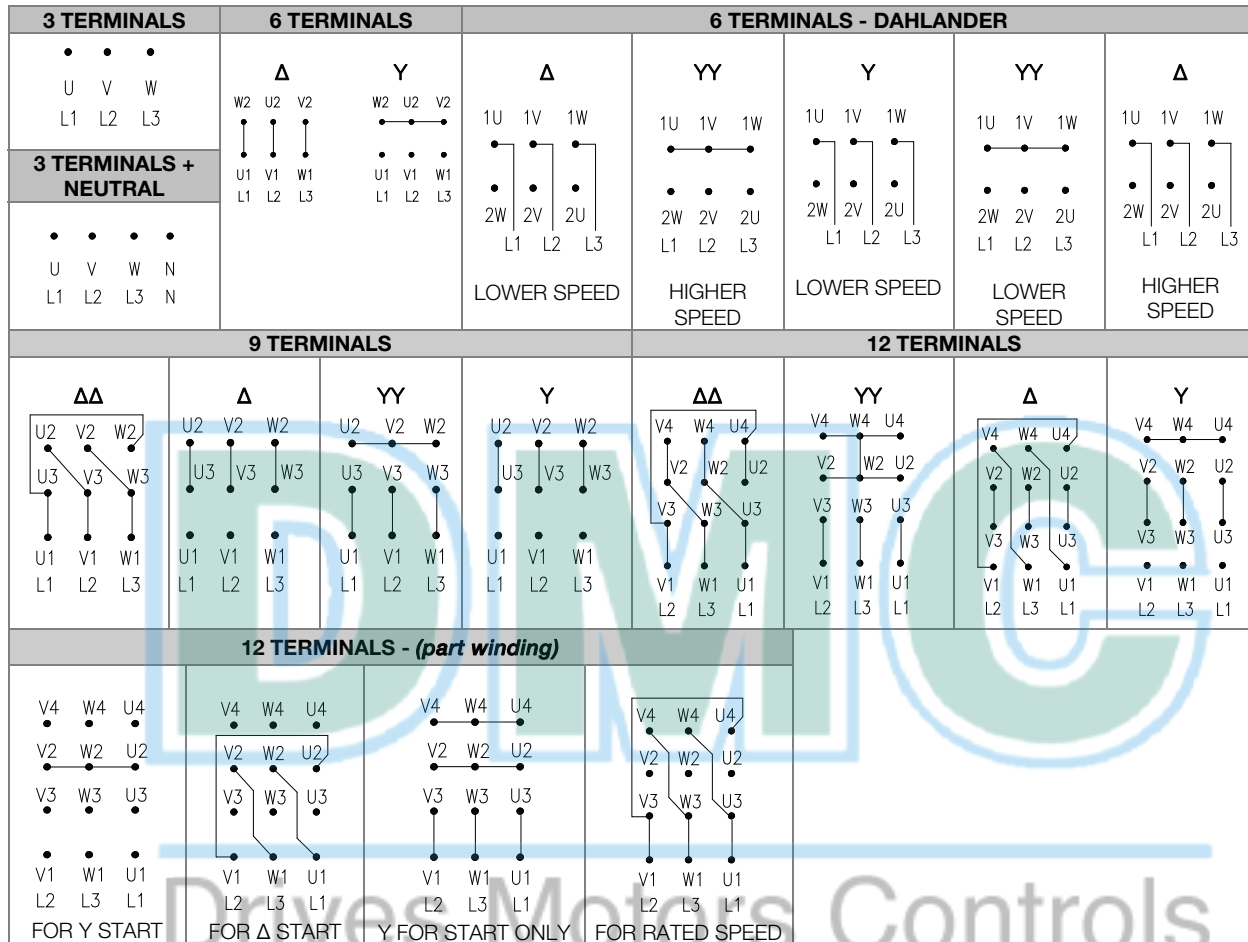 3 TERMINALS
6 TERMINALS
6 TERMINALS - DAHLANDER
U V W
L1 L2 L3
3 TERMINALS +
NEUTRAL
U V W N
L1 L2 L3 N
Δ
W2 U2 V2
U1 V1 W1
L1 L2 L3
Y
W2 U2 V2
U1 V1 W1
L1 L2 L3
Δ
1U 1V 1W
2W 2V 2U
L1 L2 L3
LOWER SPEED
YY
1U 1V 1W
2W 2V 2U
L1 L2 L3
HIGHER
SPEED
Y
1U 1V 1W
2W 2V 2U
L1 L2 L3
LOWER SPEED
YY
1U 1V 1W
2W 2V 2U
L1 L2 L3
LOWER
SPEED
Δ
1U 1V 1W
2W 2V 2U
L1 L2 L3
HIGHER
SPEED
9 TERMINALS
12 TERMINALS
ΔΔ
U2 V2 W2
U3 V3 W3
U1 V1 W1
L1 L2 L3
Δ
U2 V2 W2
U3 V3 W3
U1 V1 W1
L1 L2 L3
YY
U2 V2 W2
U3 V3 W3
U1 V1 W1
L1 L2 L3
Y
U2 V2 W2
U3 V3 W3
U1 V1 W1
L1 L2 L3
ΔΔ
V4 W4 U4
V2 W2 U2
V3 W3 U3
V1 W1 U1
L2 L3 L1
YY
V4 W4 U4
V2 W2 U2
V3 W3 U3
V1 W1 U1
L2 L3 L1
Δ
V4 W4 U4
V2 W2 U2
V3 W3 U3
V1 W1 U1
L2 L3 L1
Y
V4 W4 U4
V2 W2 U2
V3 W3 U3
V1 W1 U1
L2 L3 L1
12 TERMINALS - (part winding)
V4 W4 U4
V2 W2 U2
V3 W3 U3
V1 W1 U1
L2 L3 L1
FOR Y START
V4 W4 U4
V2 W2 U2
V3 W3 U3
V1 W1 U1
L2 L3 L1
FOR Δ START
V4 W4 U4
V2 W2 U2
V3 W3 U3
V1 W1 U1
L2 L3 L1
Y FOR START ONLY
V4 W4 U4
V2 W2 U2
V3 W3 U3
V1 W1 U1
L2 L3 L1
FOR RATED SPEED
DMC
Drives Motors Controls